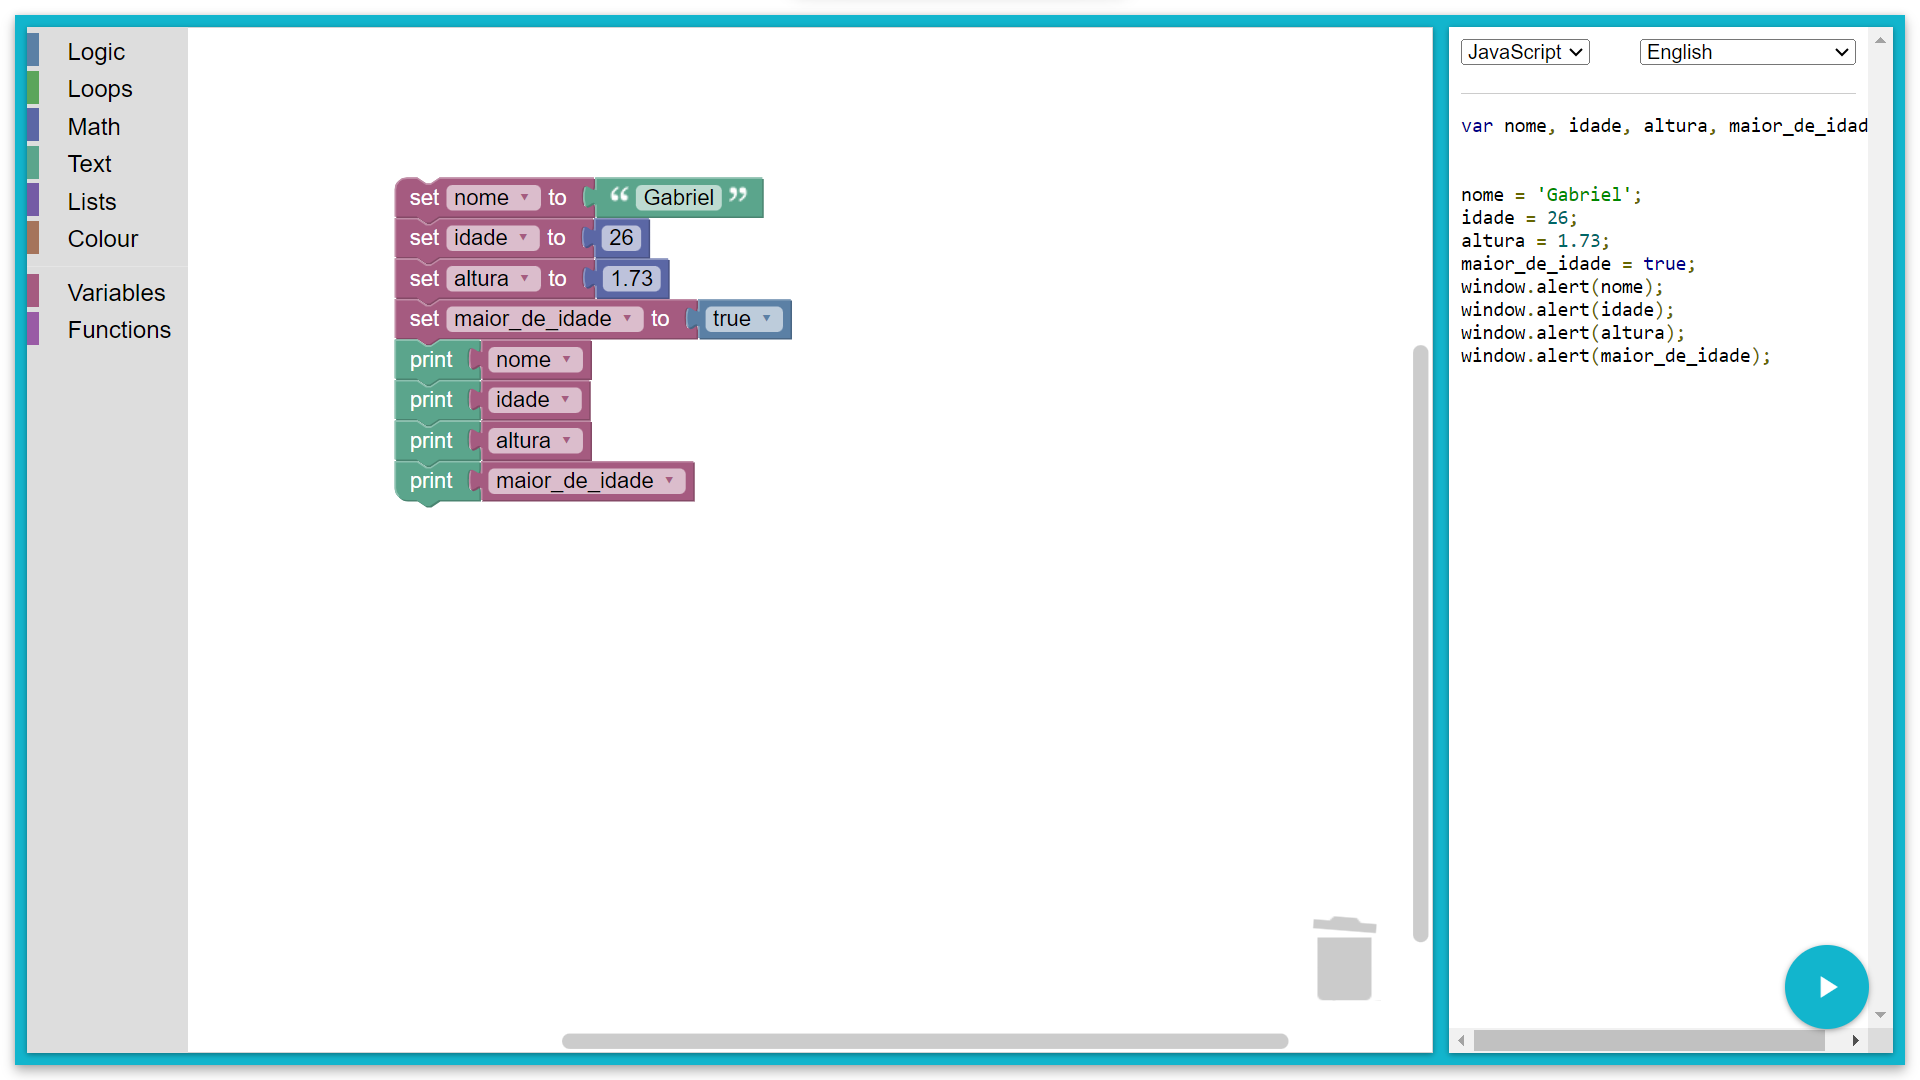 Logic
Loops
Math
Text
Lists
Colour
Variables
Functions
set nome to “ Gabriel ”
set idade to 26
set altura to 1.73
set maior_de_idade to true
print nome
print idade
print altura
print maior_de_idade
JavaScript English
var nome, idade, altura, maior_de_idad
nome = 'Gabriel';
idade = 26;
altura = 1.73;
maior_de_idade = true;
window.alert(nome);
window.alert(idade);
window.alert(altura);
window.alert(maior_de_idade);